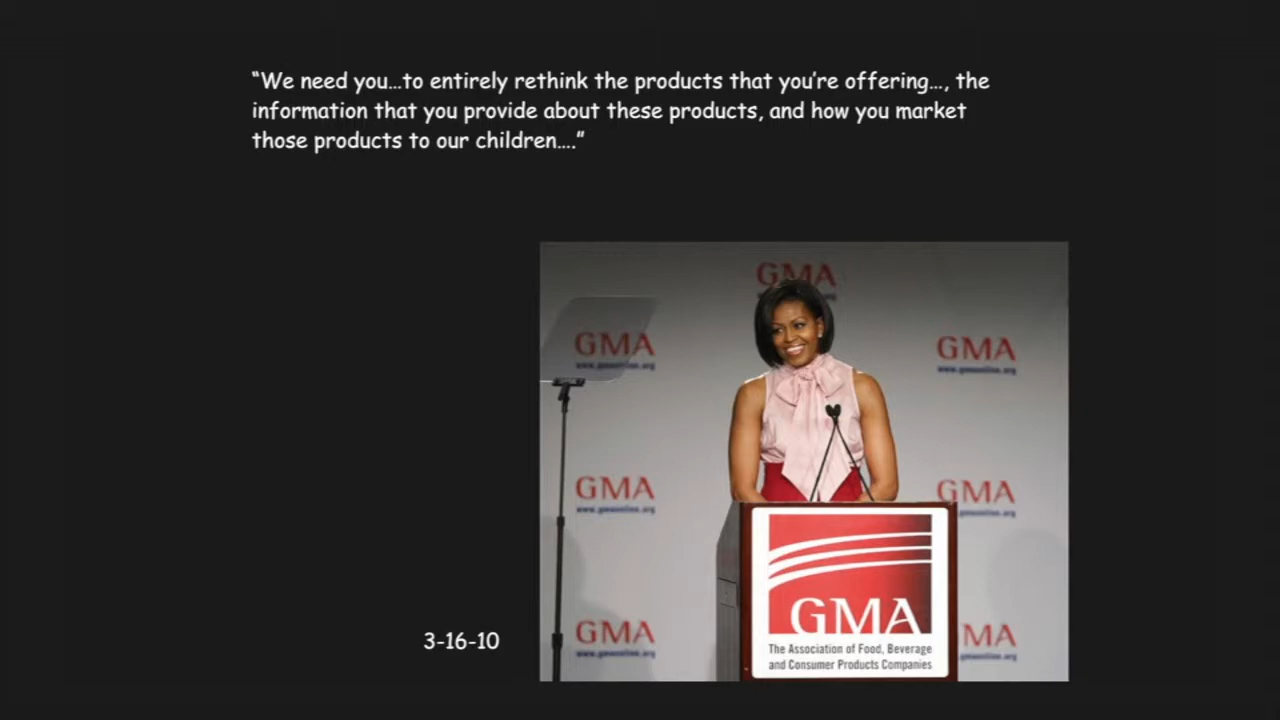 “We need you…to entirely rethink the products that you’re offering…, the
information that you provide about these products, and how you market
those products to our children….”
GMA
GMA
www.gmaonline.org
GMA
www.gmaonline.org
GMA
www.gmaonline.org
GMA
www.gmaonline.org
GMA
The Association of Food, Beverage
and Consumer Products Companies
3-16-10
GMA
www.gmaonline.org
MA
www.gmaonline.org